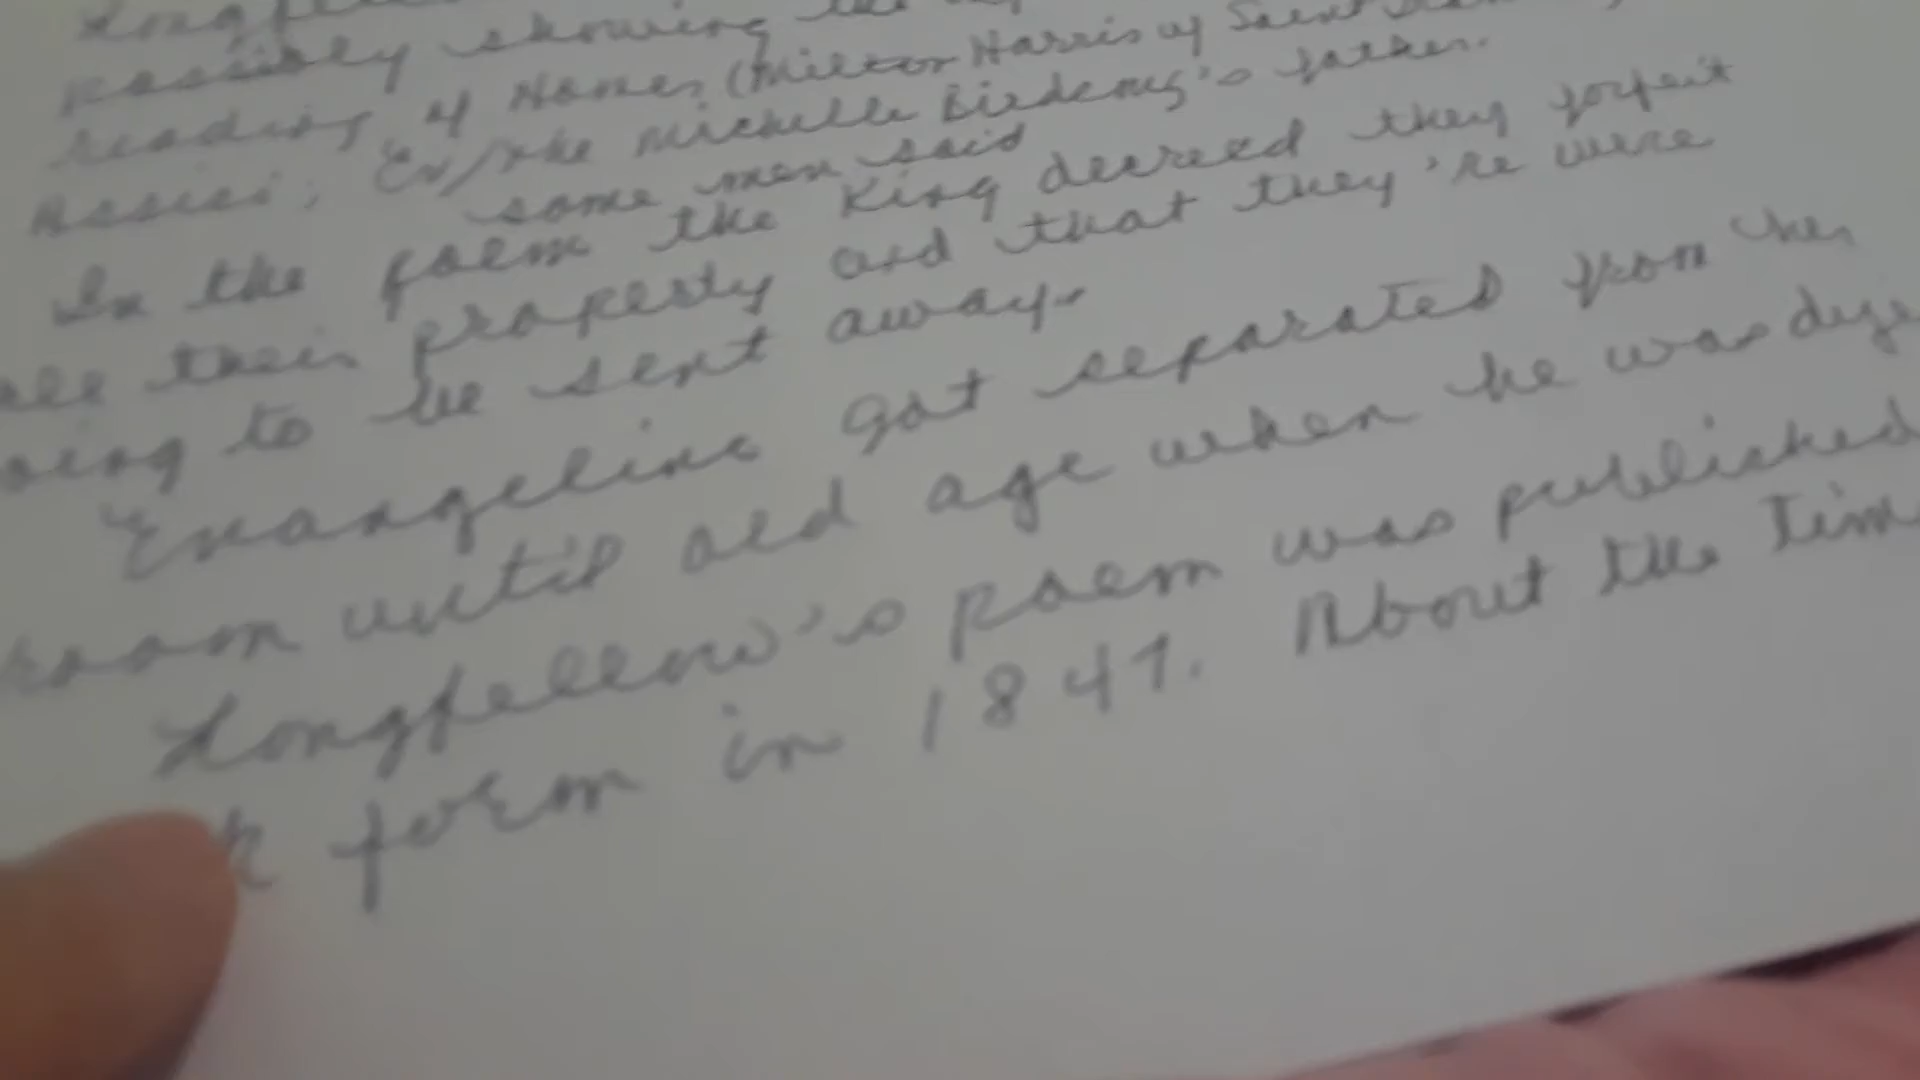 possibly showing
reading of Homer (Milton Harris of Saint
Assisi; Ex/the Michelle Birdcrug's father.
some men said
In the poem the King decreed they forfeit
all their property and that they're were
going to be sent away.
Evangeline got separated from her
groom until old age when he was dying
Longfellow's poem was published
form in 1847. About the time